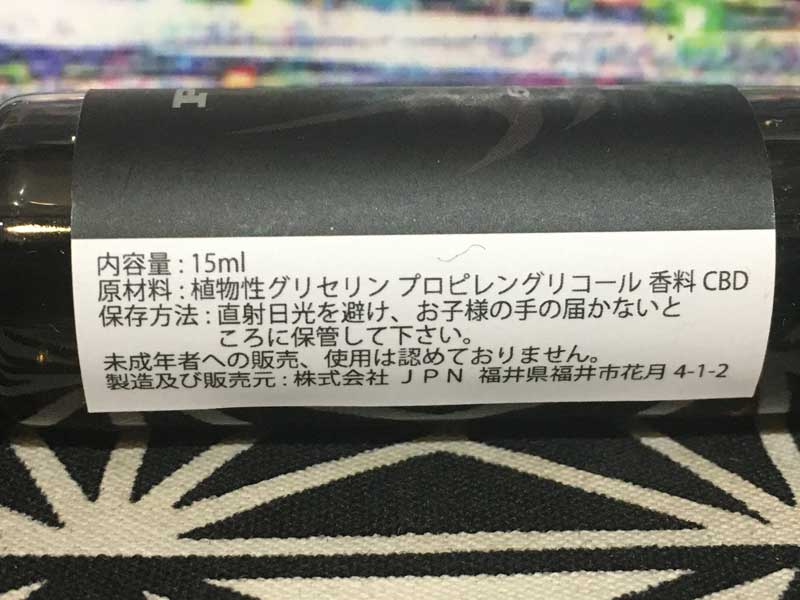 内容量 : 15ml
原材料 : 植物性グリセリン プロピレングリコール 香料 CBD
保存方法 : 直射日光を避け、お子様の手の届かないと
ころに保管して下さい。
未成年者への販売、使用は認めておりません。
製造及び販売元 : 株式会社 ＪＰＮ 福井県福井市花月 4-1-2